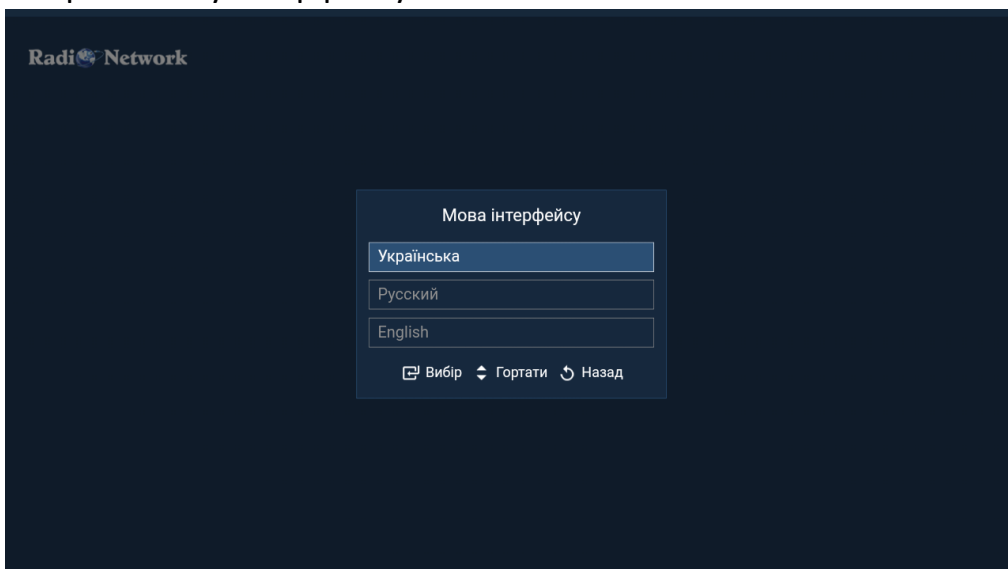 Radio Network
Мова інтерфейсу
Українська
Русский
English
Вибір Гортати Назад